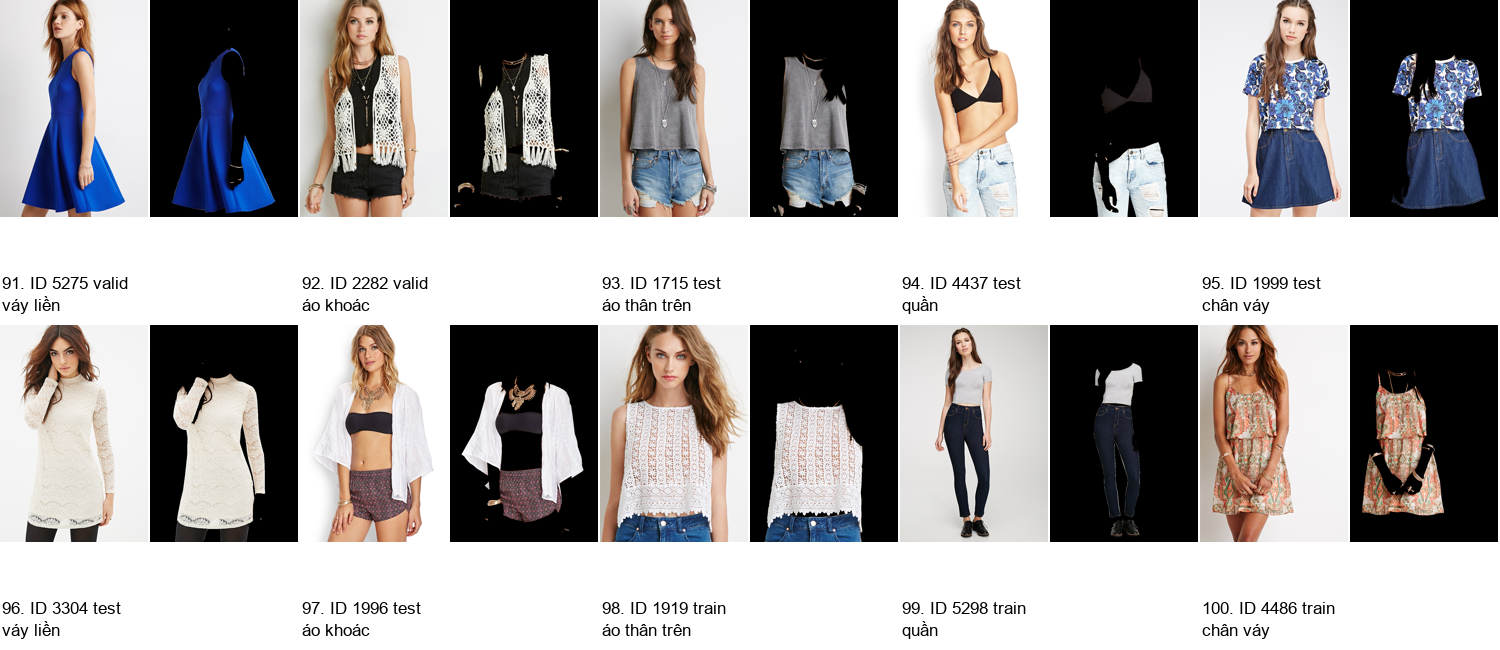 91. ID 5275 valid
váy liền
92. ID 2282 valid
áo khoác
93. ID 1715 test
áo thân trên
94. ID 4437 test
quần
95. ID 1999 test
chân váy
96. ID 3304 test
váy liền
97. ID 1996 test
áo khoác
98. ID 1919 train
áo thân trên
99. ID 5298 train
quần
100. ID 4486 train
chân váy